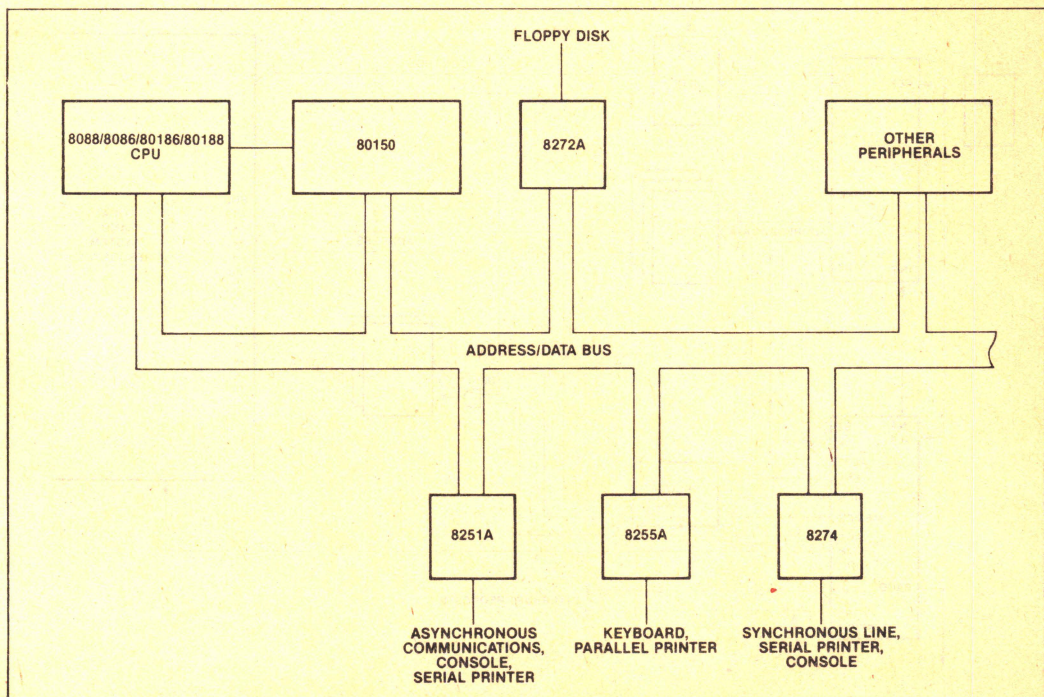 FLOPPY DISK
8088/8086/80186/80188
CPU
80150
8272A
OTHER
PERIPHERALS
ADDRESS/DATA BUS
8251A
8255A
8274
ASYNCHRONOUS
COMMUNICATIONS,
CONSOLE,
SERIAL PRINTER
KEYBOARD,
PARALLEL PRINTER
SYNCHRONOUS LINE,
SERIAL PRINTER,
CONSOLE